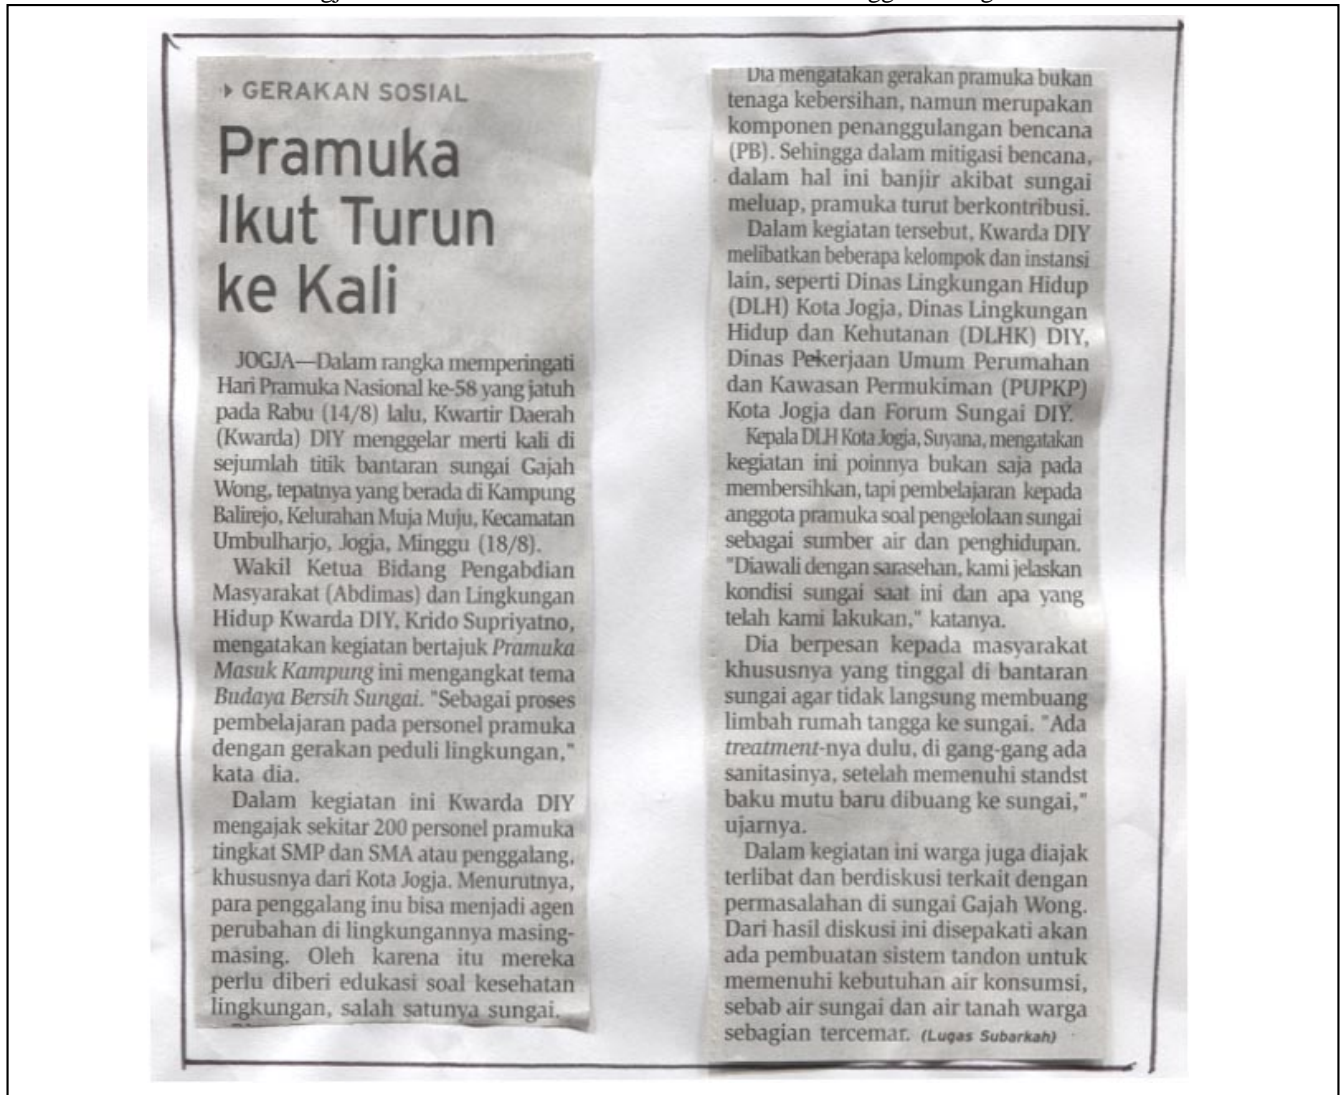 GERAKAN SOSIAL
Pramuka
Ikut Turun
ke Kali
JOGJA—Dalam rangka memperingati
Hari Pramuka Nasional ke-58 yang jatuh
pada Rabu (14/8) lalu, Kwartir Daerah
(Kwarda) DIY menggelar merti kali di
sejumlah titik bantaran sungai Gajah
Wong, tepatnya yang berada di Kampung
Balirejo, Kelurahan Muja Muju, Kecamatan
Umbulharjo, Jogja, Minggu (18/8).
Wakil Ketua Bidang Pengabdian
Masyarakat (Abdimas) dan Lingkungan
Hidup Kwarda DIY, Krido Supriyatno,
mengatakan kegiatan bertajuk Pramuka
Masuk Kampung ini mengangkat tema
Budaya Bersih Sungai. "Sebagai proses
pembelajaran pada personel pramuka
dengan gerakan peduli lingkungan,"
kata dia.
Dalam kegiatan ini Kwarda DIY
mengajak sekitar 200 personel pramuka
tingkat SMP dan SMA atau penggalang,
khususnya dari Kota Jogja. Menurutnya,
para penggalang inu bisa menjadi agen
perubahan di lingkungannya masing-
masing. Oleh karena itu mereka
perlu diberi edukasi soal kesehatan
lingkungan, salah satunya sungai.
Dia mengatakan gerakan pramuka bukan
tenaga kebersihan, namun merupakan
komponen penanggulangan bencana
(PB). Sehingga dalam mitigasi bencana,
dalam hal ini banjir akibat sungai
meluap, pramuka turut berkontribusi.
Dalam kegiatan tersebut, Kwarda DIY
melibatkan beberapa kelompok dan instansi
lain, seperti Dinas Lingkungan Hidup
(DLH) Kota Jogja, Dinas Lingkungan
Hidup dan Kehutanan (DLHK) DIY,
Dinas Pekerjaan Umum Perumahan
dan Kawasan Permukiman (PUPKP)
Kota Jogja dan Forum Sungai DIY.
Kepala DLH Kota Jogja, Suyana, mengatakan
kegiatan ini poinnya bukan saja pada
membersihkan, tapi pembelajaran kepada
anggota pramuka soal pengelolaan sungai
sebagai sumber air dan penghidupan.
"Diawali dengan sarasehan, kami jelaskan
kondisi sungai saat ini dan apa yang
telah kami lakukan," katanya.
Dia berpesan kepada masyarakat
khususnya yang tinggal di bantaran
sungai agar tidak langsung membuang
limbah rumah tangga ke sungai. "Ada
treatment-nya dulu, di gang-gang ada
sanitasinya, setelah memenuhi standst
baku mutu baru dibuang ke sungai,"
ujarnya.
Dalam kegiatan ini warga juga diajak
terlibat dan berdiskusi terkait dengan
permasalahan di sungai Gajah Wong.
Dari hasil diskusi ini disepakati akan
ada pembuatan sistem tandon untuk
memenuhi kebutuhan air konsumsi,
sebab air sungai dan air tanah warga
sebagian tercemar. (Lugas Subarkah)